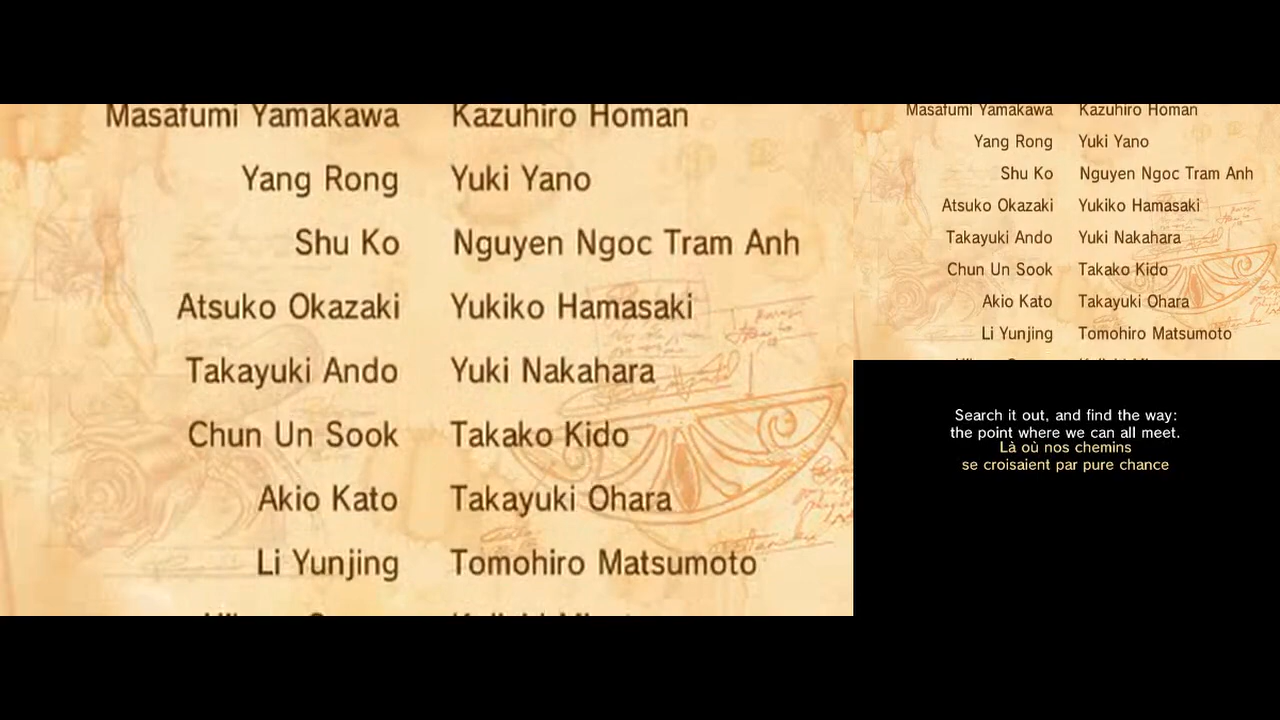 Masafumi Yamakawa Kazuhiro Homan
Yang Rong Yuki Yano
Shu Ko Nguyen Ngoc Tram Anh
Atsuko Okazaki Yukiko Hamasaki
Takayuki Ando Yuki Nakahara
Chun Un Sook Takako Kido
Akio Kato Takayuki Ohara
Li Yunjing Tomohiro Matsumoto
Masafumi Yamakawa Kazuhiro Homan
Yang Rong Yuki Yano
Shu Ko Nguyen Ngoc Tram Anh
Atsuko Okazaki Yukiko Hamasaki
Takayuki Ando Yuki Nakahara
Chun Un Sook Takako Kido
Akio Kato Takayuki Ohara
Li Yunjing Tomohiro Matsumoto
Search it out, and find the way:
the point where we can all meet.
Là où nos chemins
se croisaient par pure chance